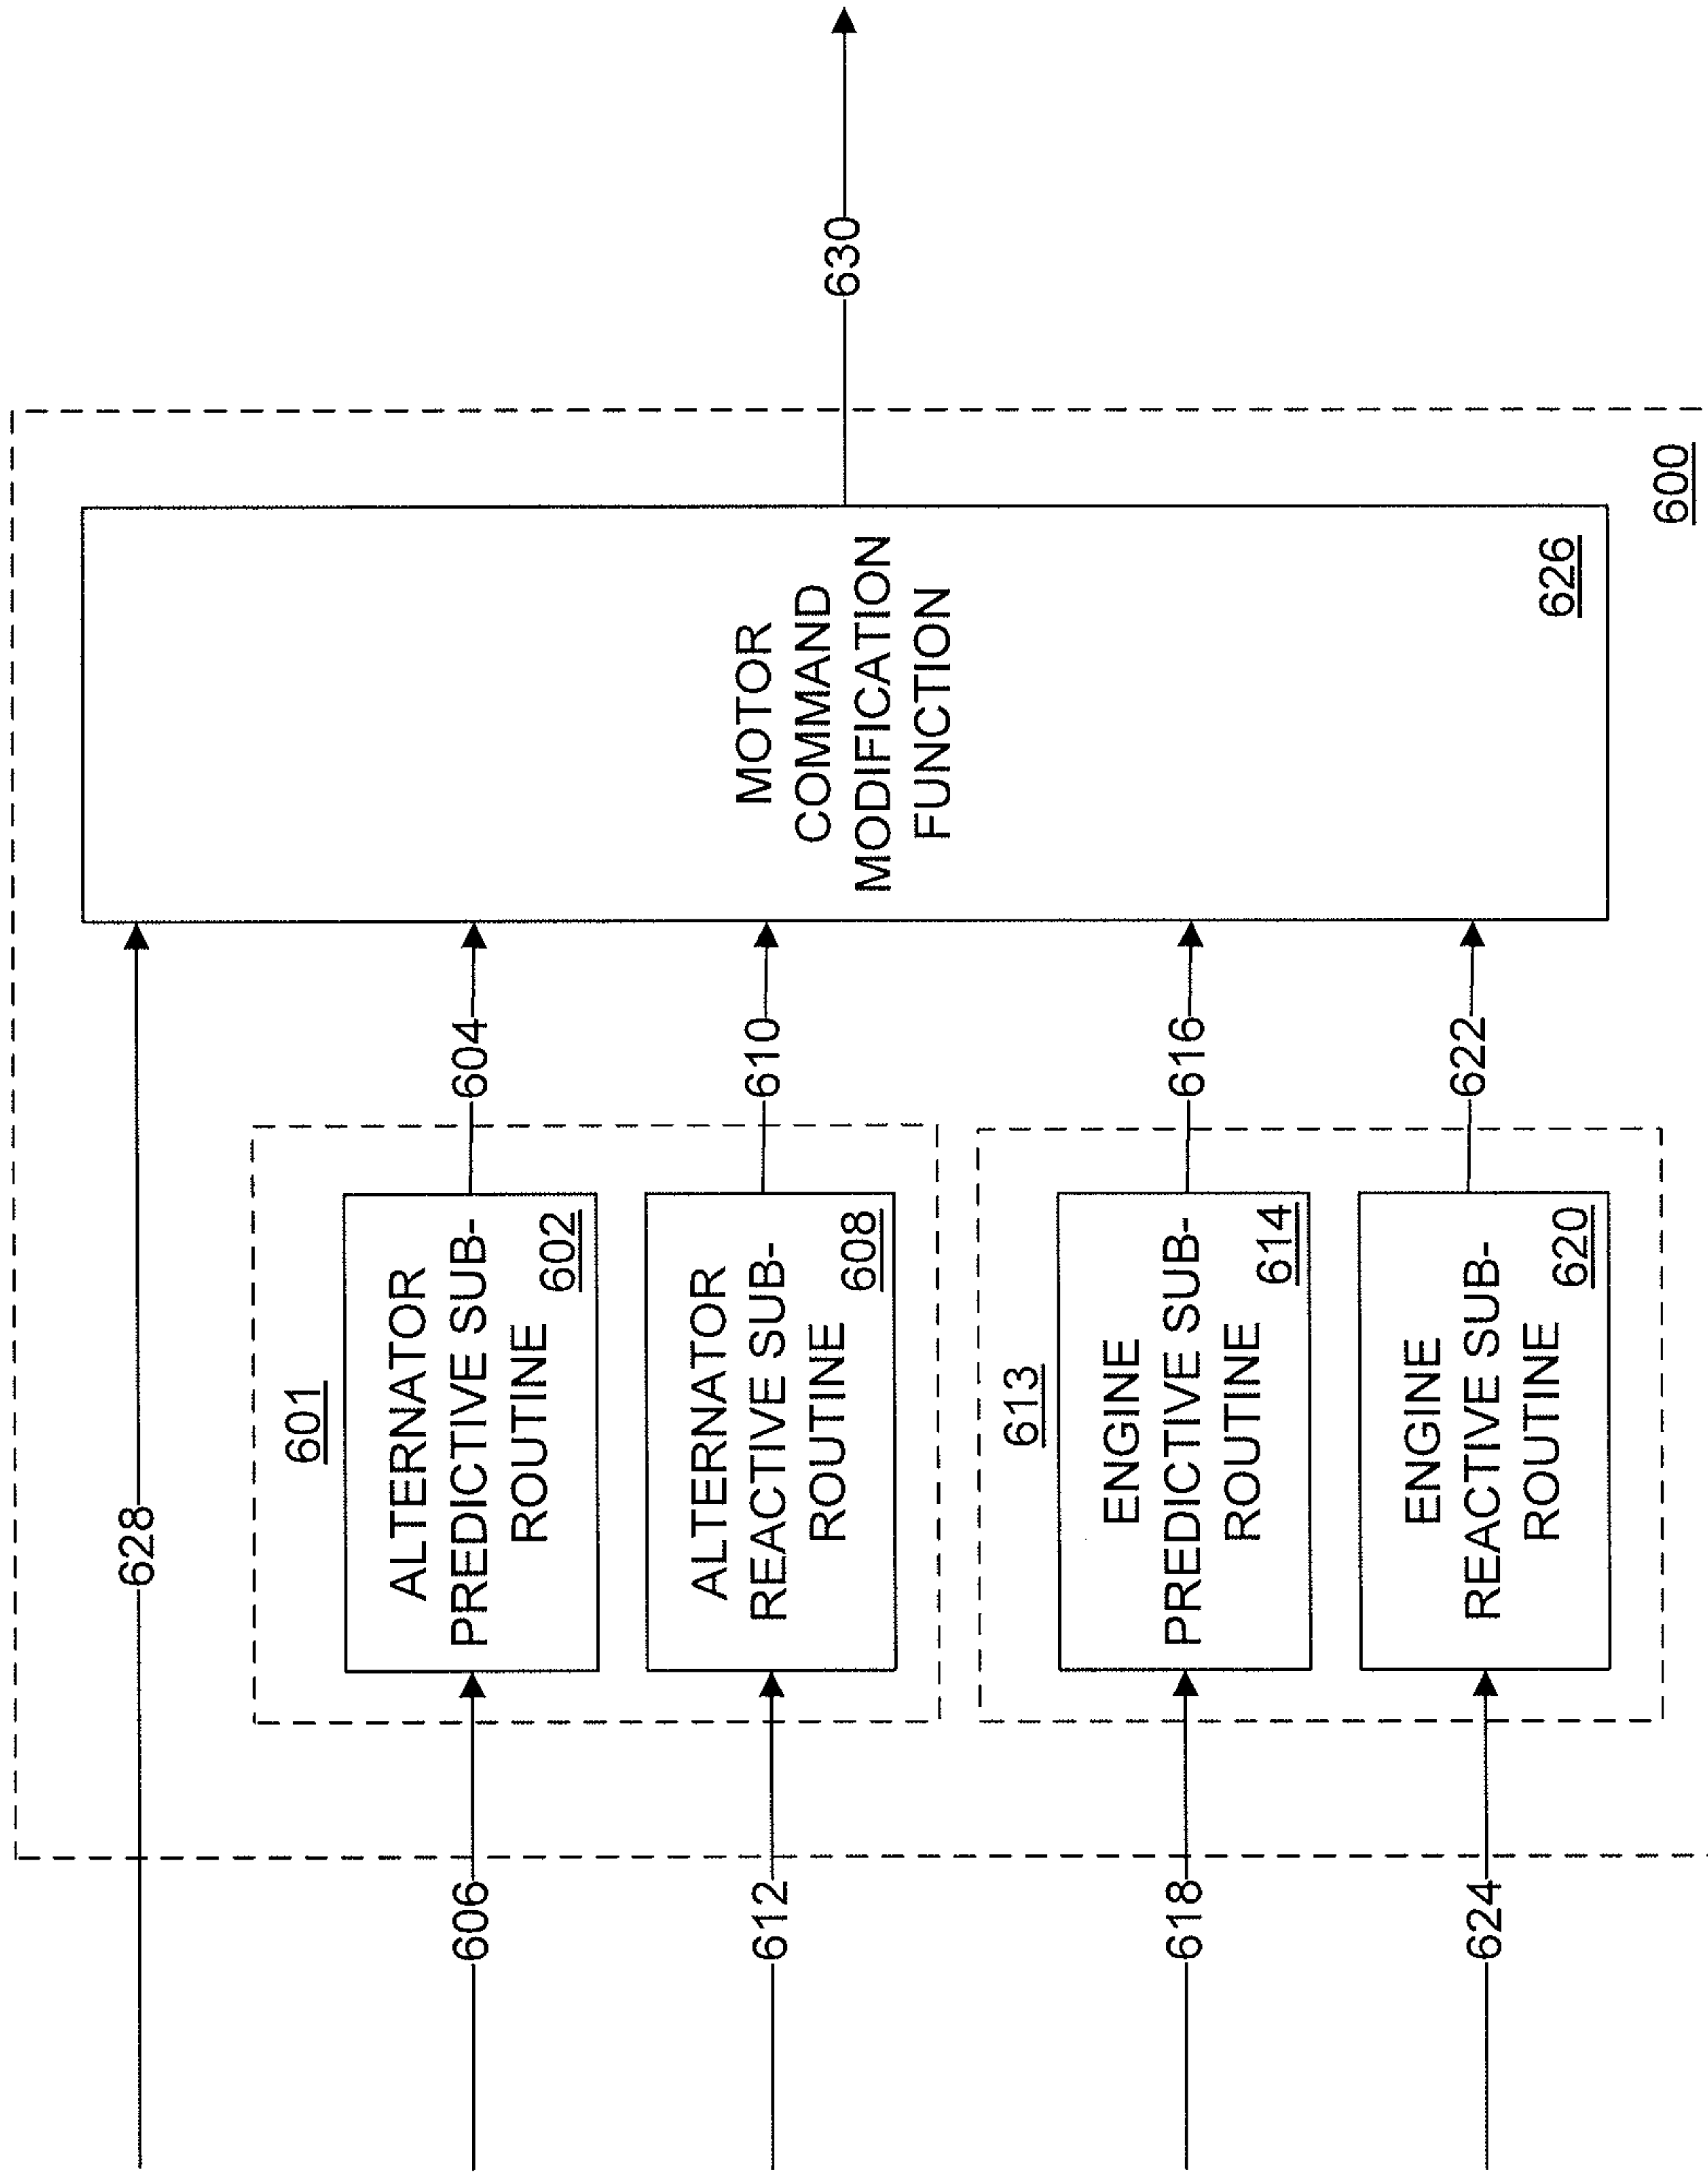 628
606
601
ALTERNATOR
PREDICTIVE SUB-
ROUTINE
602
604
612
ALTERNATOR
REACTIVE SUB-
ROUTINE
608
610
613
618
ENGINE
PREDICTIVE SUB-
ROUTINE
614
616
624
ENGINE
REACTIVE SUB-
ROUTINE
620
622
MOTOR
COMMAND
MODIFICATION
FUNCTION
626
630
600